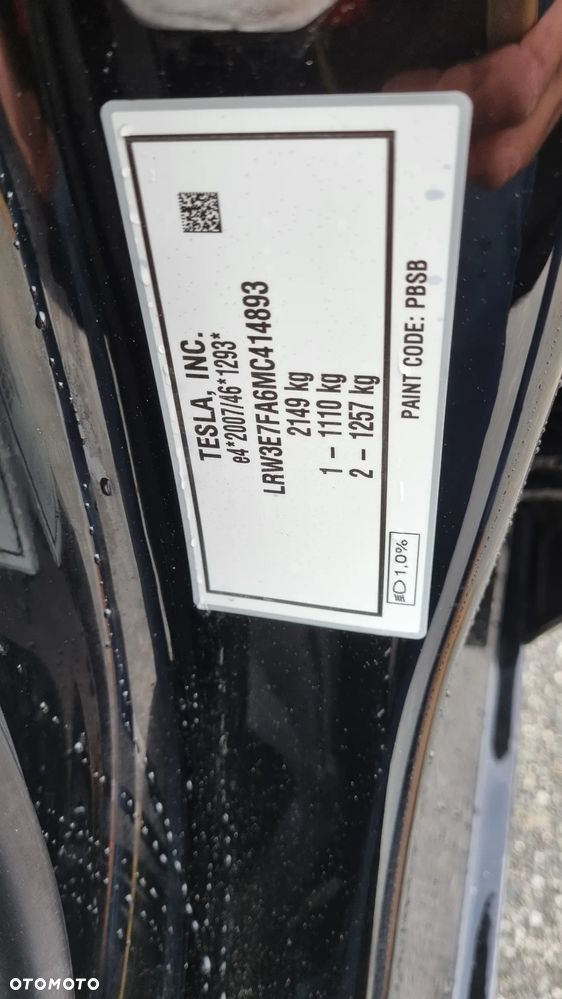 TESLA, INC.
e4*2007/46*1293*
LRW3E7FA6MC414893
2149 kg
1 - 1110 kg
2 - 1257 kg
1,0%
PAINT CODE: PBSB
OTOMOTO